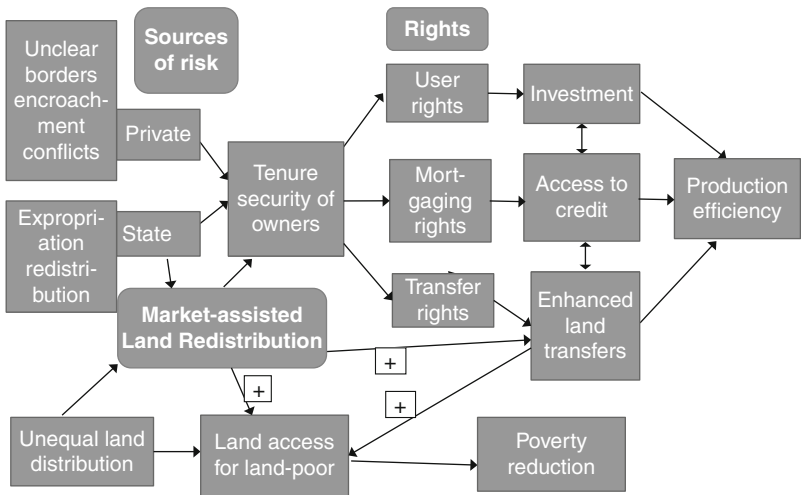 Sources
of risk
Rights
Unclear
borders
encroach-
ment
conflicts
Private
User
rights
Investment
Tenure
security of
owners
Mort-
gaging
rights
Access to
credit
Production
efficiency
Expropri-
ation
redistri-
bution
State
Transfer
rights
Enhanced
land
transfers
Market-assisted
Land Redistribution
+
+
+
Unequal land
distribution
Land access
for land-poor
Poverty
reduction